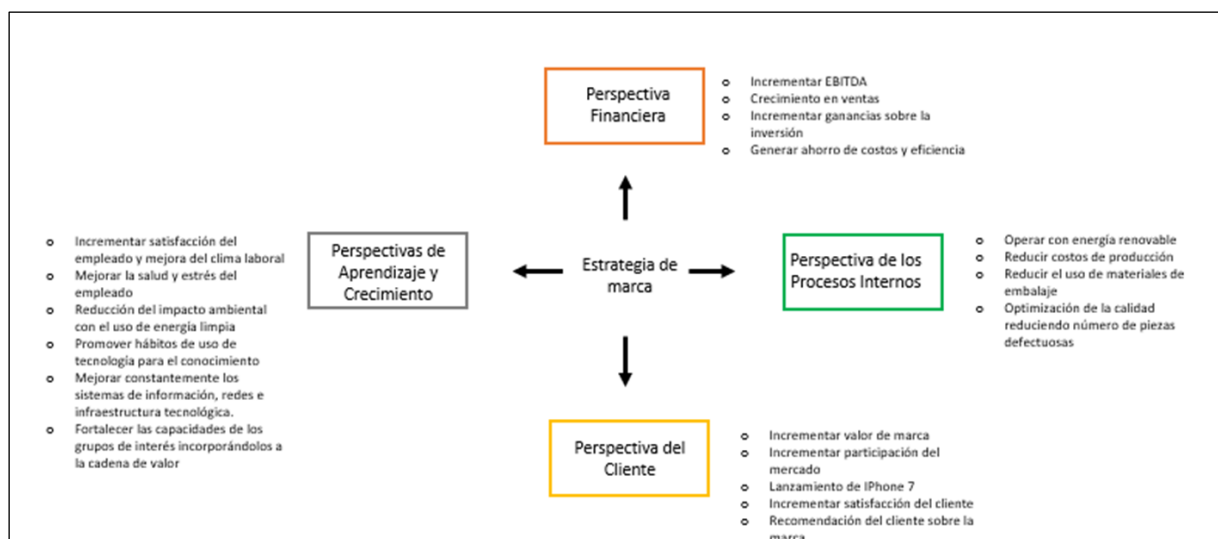 Perspectiva
Financiera
Incrementar EBITDA
Crecimiento en ventas
Incrementar ganancias sobre la
inversión
Generar ahorro de costos y eficiencia
Incrementar satisfacción del
empleado y mejora del clima laboral
Mejorar la salud y estrés del
empleado
Reducción del impacto ambiental
con el uso de energía limpia
Promover hábitos de uso de
tecnología para el conocimiento
Mejorar constantemente los
sistemas de información, redes e
infraestructura tecnológica.
Fortalecer las capacidades de los
grupos de interés incorporándolos a
la cadena de valor
Perspectivas de
Aprendizaje y
Crecimiento
Estrategia de
marca
Perspectiva de los
Procesos Internos
Operar con energía renovable
Reducir costos de producción
Reducir el uso de materiales de
embalaje
Optimización de la calidad
reduciendo número de piezas
defectuosas
Perspectiva del
Cliente
Incrementar valor de marca
Incrementar participación del
mercado
Lanzamiento de IPhone 7
Incrementar satisfacción del cliente
Recomendación del cliente sobre la
marca